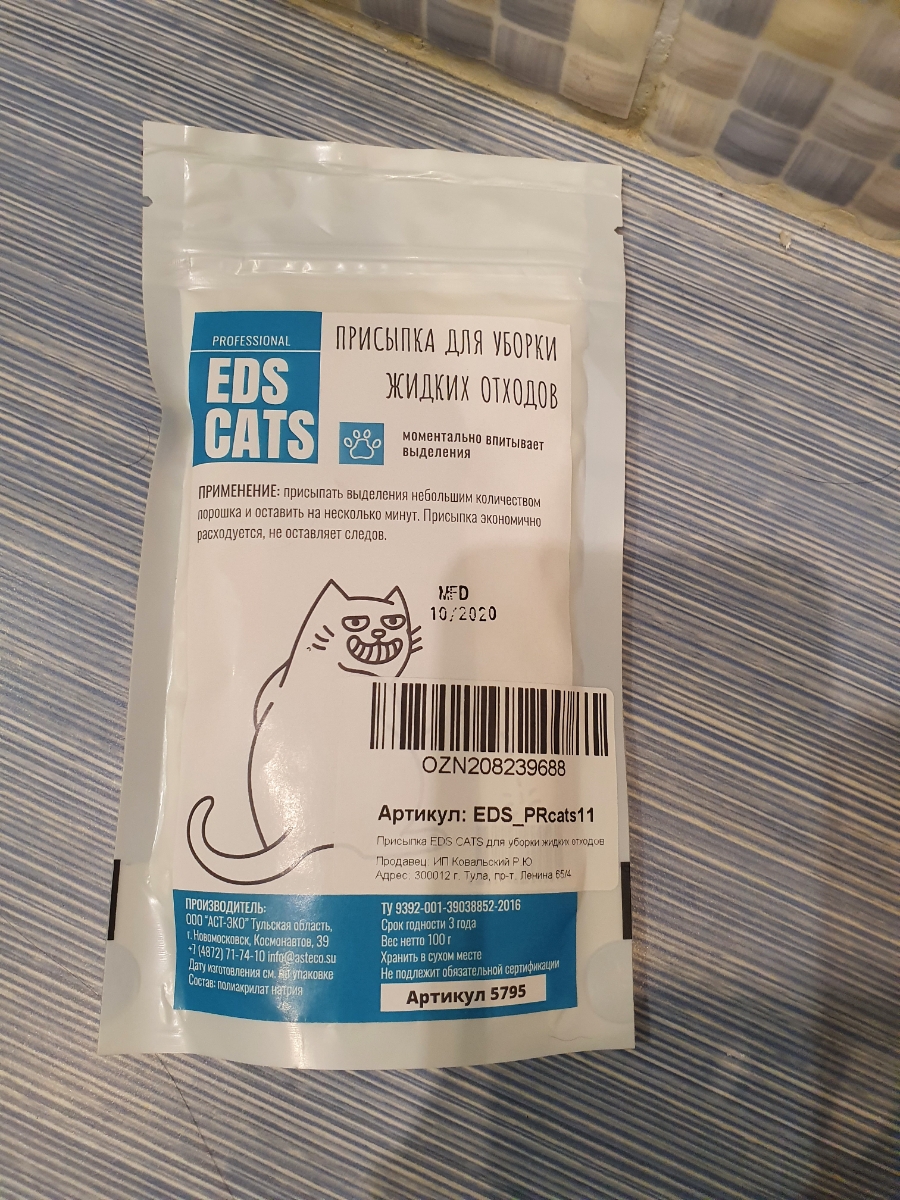 PROFESSIONAL
EDS
CATS
ПРИСЫПКА ДЛЯ УБОРКИ
ЖИДКИХ ОТХОДОВ
моментально впитывает
выделения
ПРИМЕНЕНИЕ: присыпать выделения небольшим количеством
порошка и оставить на несколько минут. Присыпка экономично
расходуется, не оставляет следов.
MFD
10/2020
OZN208239688
Артикул: EDS_PRcats11
Присыпка EDS CATS для уборки жидких отходов
Продавец: ИП Ковальский Р.Ю.
Адрес: 300012 г. Тула, пр-т. Ленина 65/4
ПРОИЗВОДИТЕЛЬ:
ООО "АСТ-ЭКО" Тульская область,
г. Новомосковск, Космонавтов, 39
+7 (4872) 71-74-10 info@asteco.su
Дату изготовления см. на упаковке
Состав: полиакрилат натрия
ТУ 9392-001-39038852-2016
Срок годности 3 года
Вес нетто 100 г
Хранить в сухом месте
Не подлежит обязательной сертификации
Артикул 5795